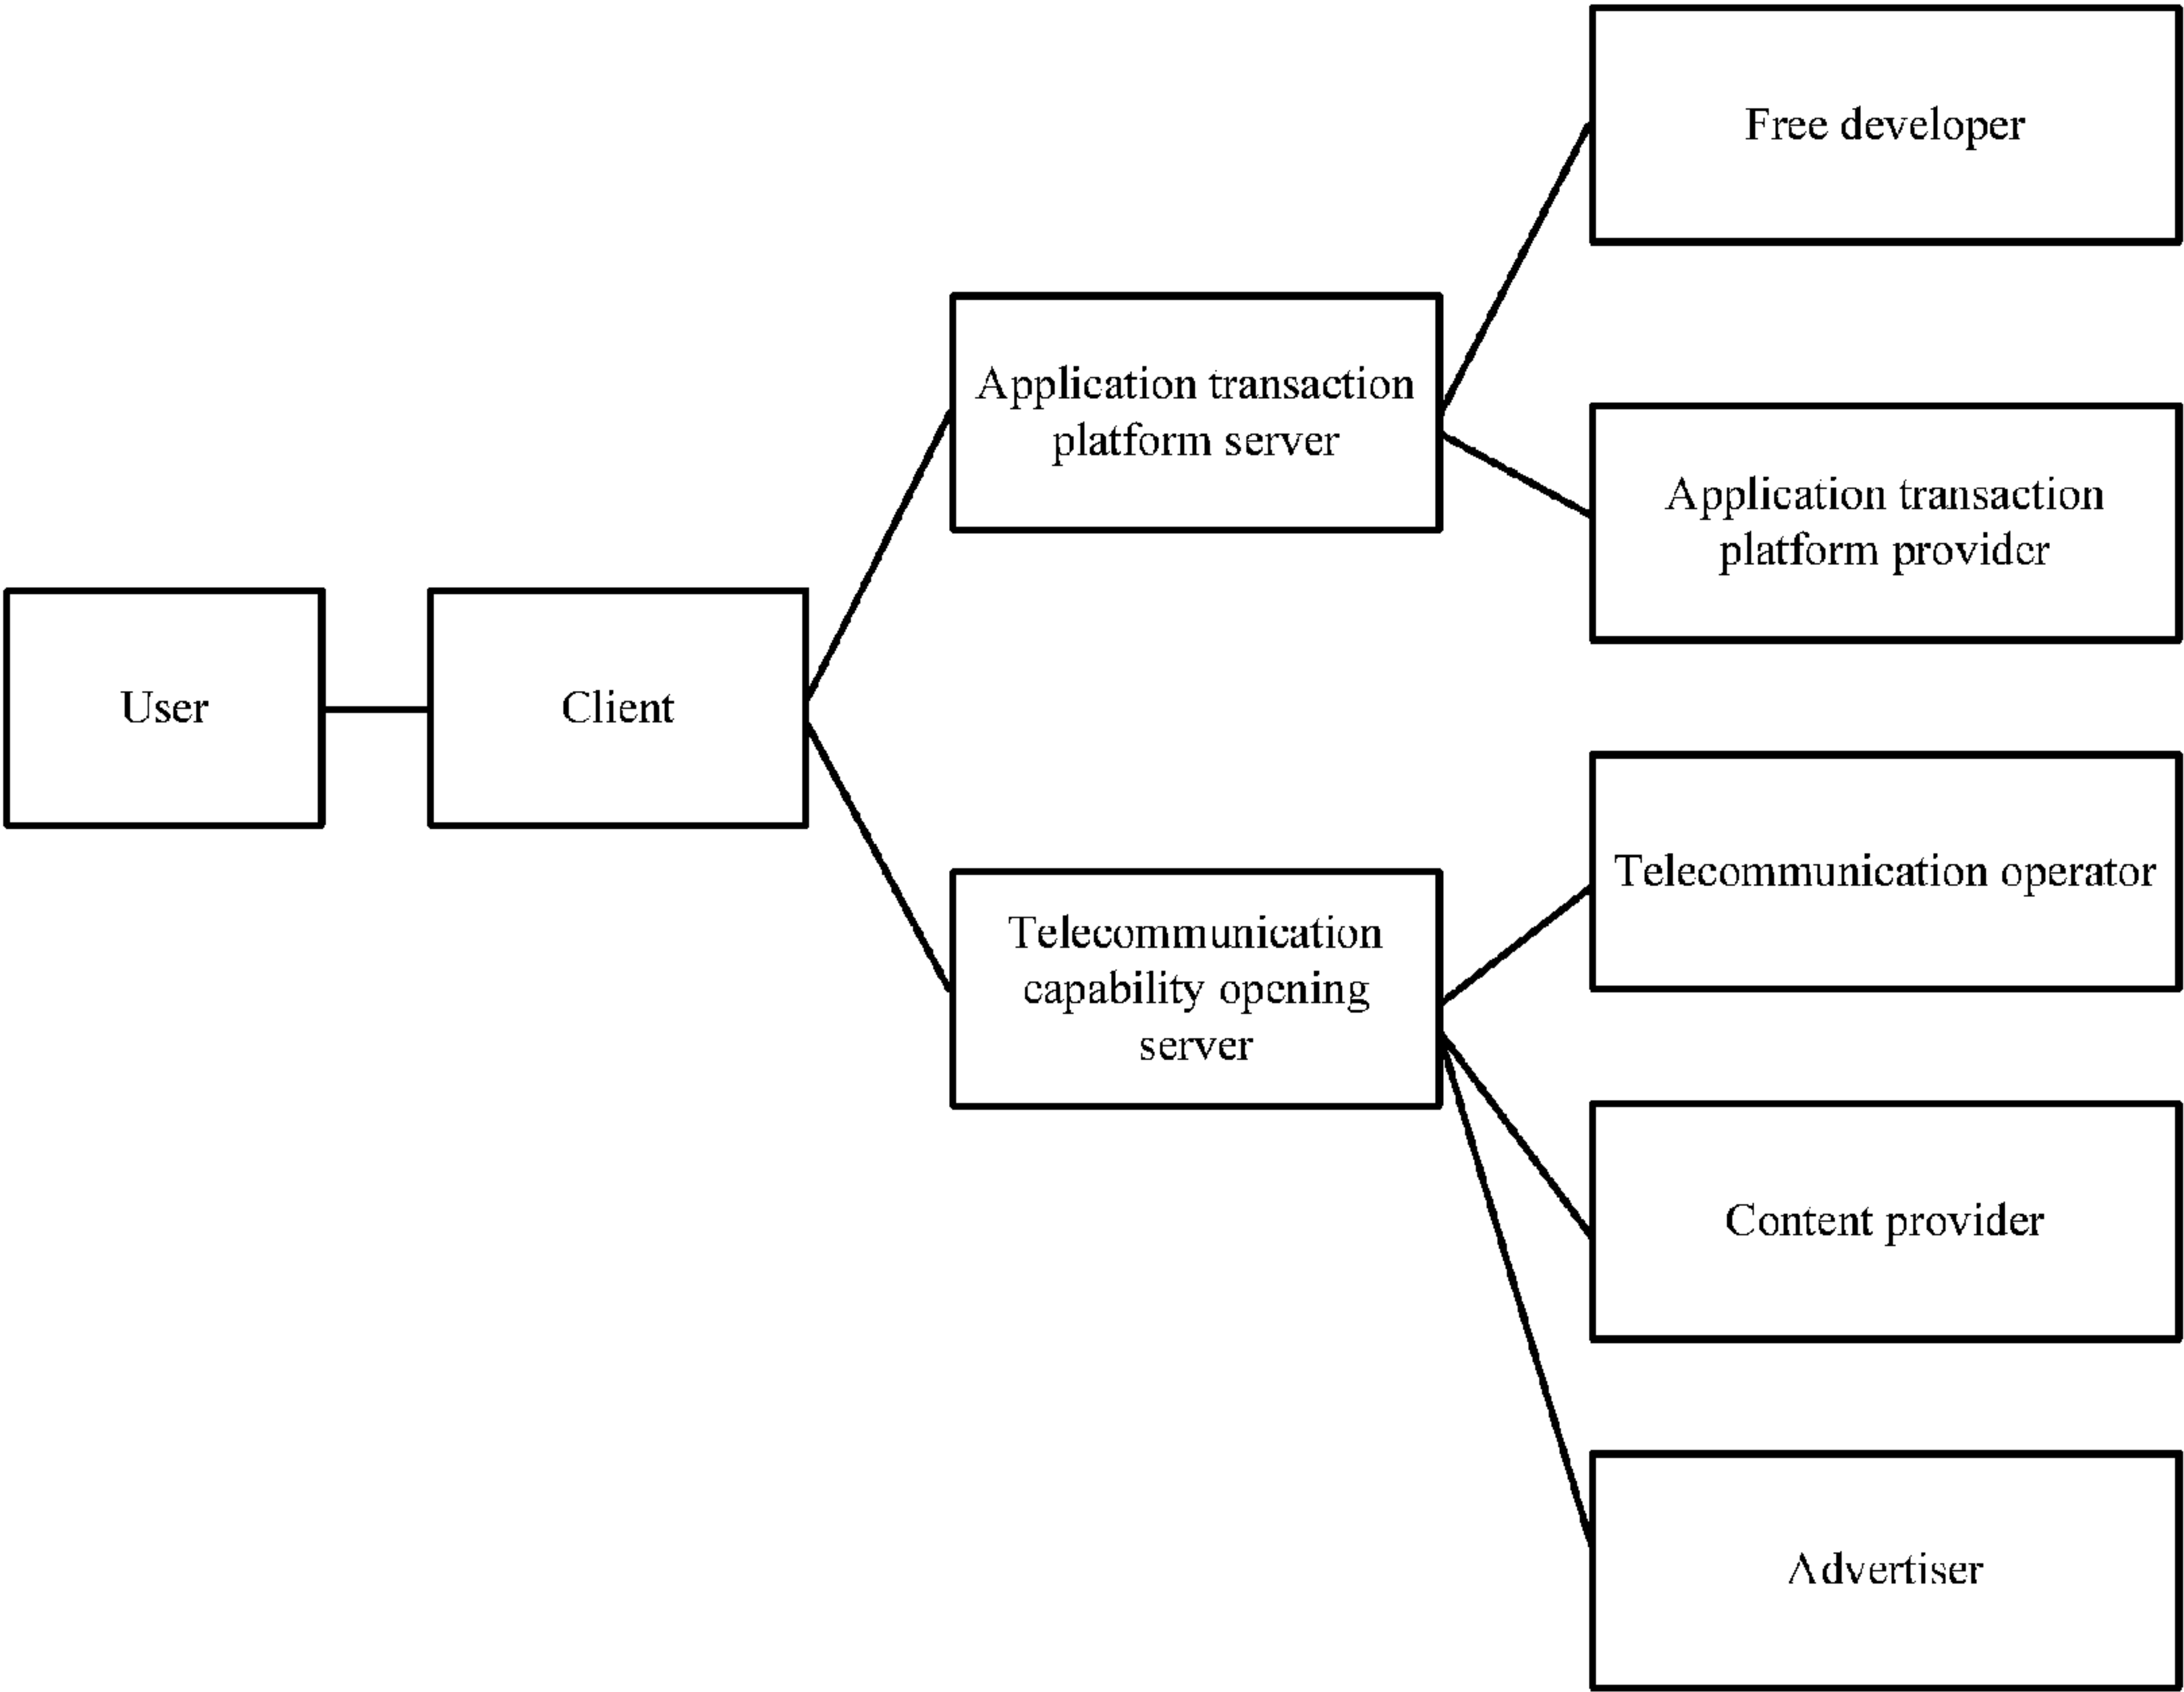 Free developer
Application transaction
platform server
Application transaction
platform provider
User
Client
Telecommunication operator
Telecommunication
capability opening
server
Content provider
Advertiser